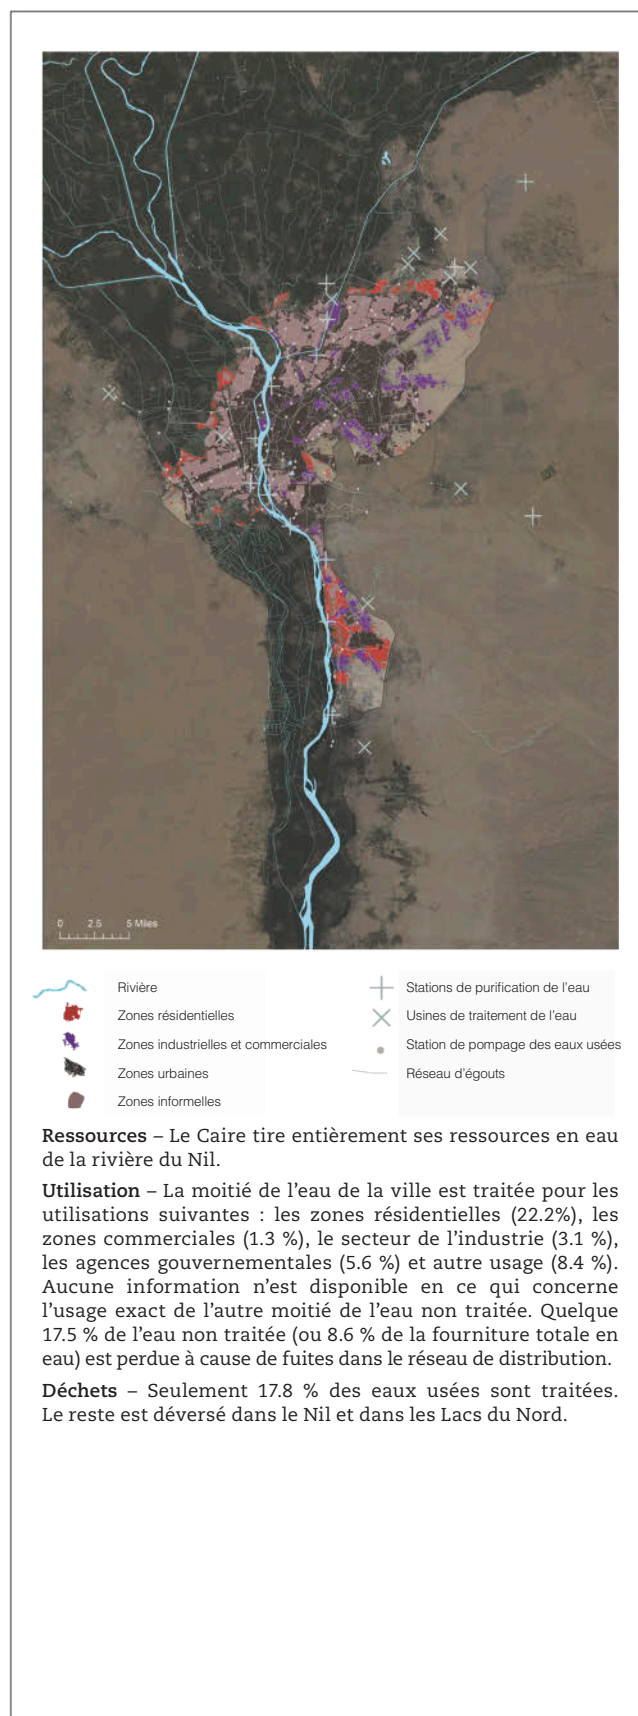 0 2.5 5 Miles
Rivière
Zones résidentielles
Zones industrielles et commerciales
Zones urbaines
Zones informelles
Stations de purification de l'eau
Usines de traitement de l'eau
Station de pompage des eaux usées
Réseau d'égouts
Ressources – Le Caire tire entièrement ses ressources en eau
de la rivière du Nil.
Utilisation – La moitié de l'eau de la ville est traitée pour les
utilisations suivantes : les zones résidentielles (22.2%), les
zones commerciales (1.3 %), le secteur de l'industrie (3.1 %),
les agences gouvernementales (5.6 %) et autre usage (8.4 %).
Aucune information n'est disponible en ce qui concerne
l'usage exact de l'autre moitié de l'eau non traitée. Quelque
17.5 % de l'eau non traitée (ou 8.6 % de la fourniture totale en
eau) est perdue à cause de fuites dans le réseau de distribution.
Déchets – Seulement 17.8 % des eaux usées sont traitées.
Le reste est déversé dans le Nil et dans les Lacs du Nord.